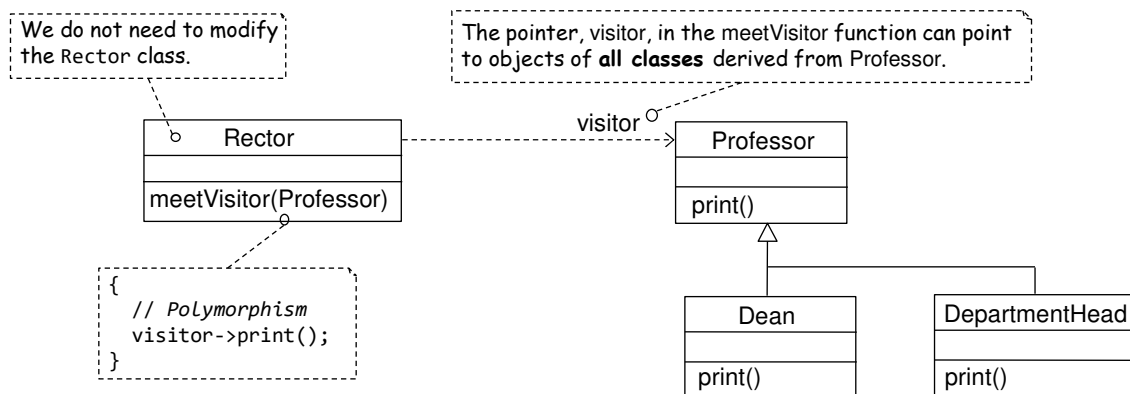 We do not need to modify
the Rector class.
The pointer, visitor, in the meetVisitor function can point
to objects of all classes derived from Professor.
visitor
Rector
meetVisitor(Professor)
Professor
print()
{
// Polymorphism
visitor->print();
}
Dean
print()
DepartmentHead
print()